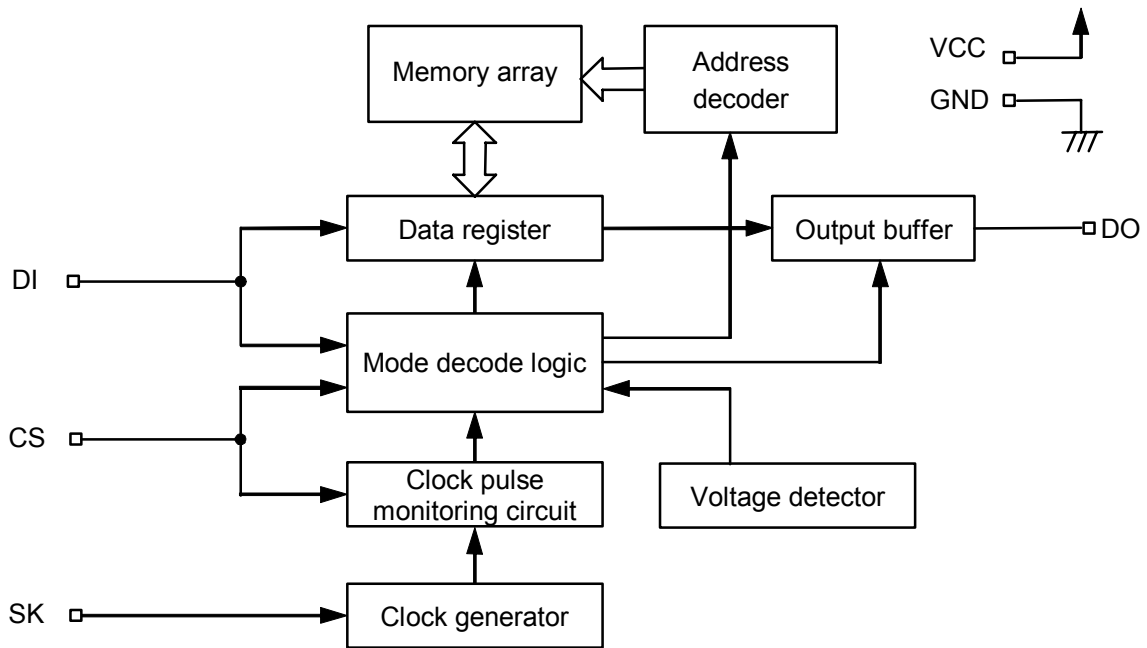 Memory array
Address
decoder
VCC
GND
Data register
Output buffer
DO
DI
Mode decode logic
CS
Clock pulse
monitoring circuit
Voltage detector
SK
Clock generator